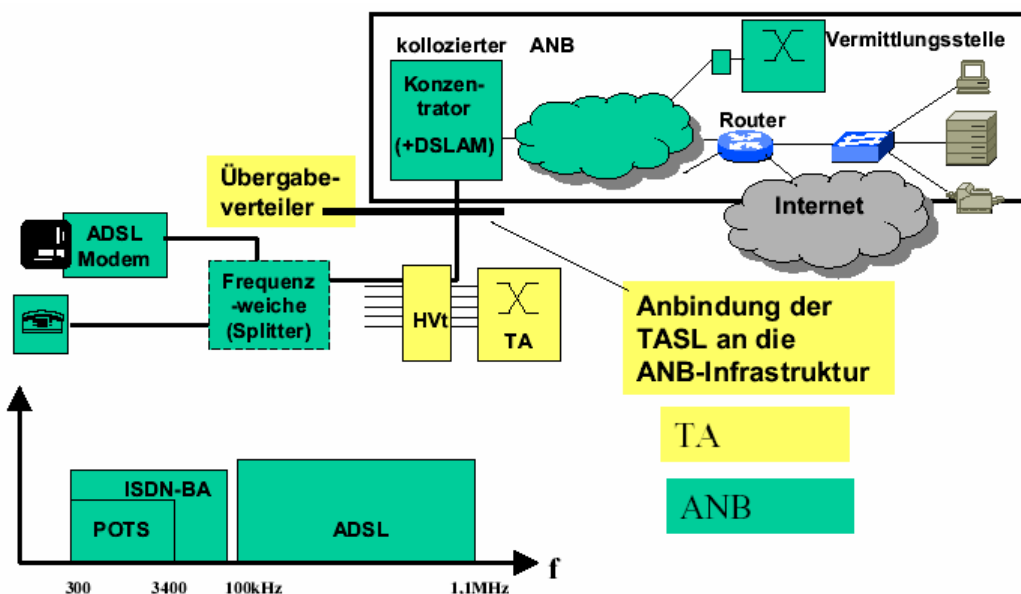 kollozierter ANB
Vermittlungsstelle
Konzen-
trator
(+DSLAM)
Router
Internet
Übergabe-
verteiler
ADSL
Modem
Frequenz
-weiche
(Splitter)
HVt
TA
Anbindung der
TASL an die
ANB-Infrastruktur
TA
ANB
ISDN-BA
POTS
ADSL
f
300 3400 100kHz 1,1MHz